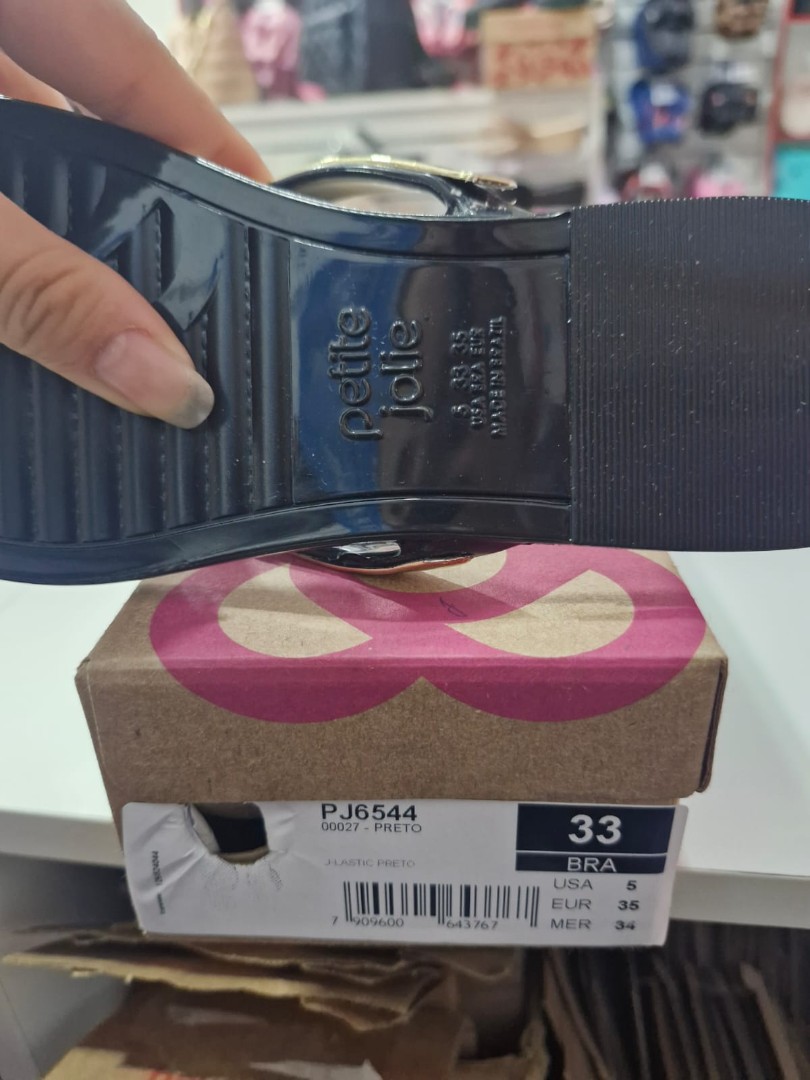 petite
jolie
5 33 35
USA BRA EUR
MADE IN BRAZIL
PJ6544
00027 - PRETO
J-LASTIC PRETO
7 909600 643767
33
BRA
USA 5
EUR 35
MER 34